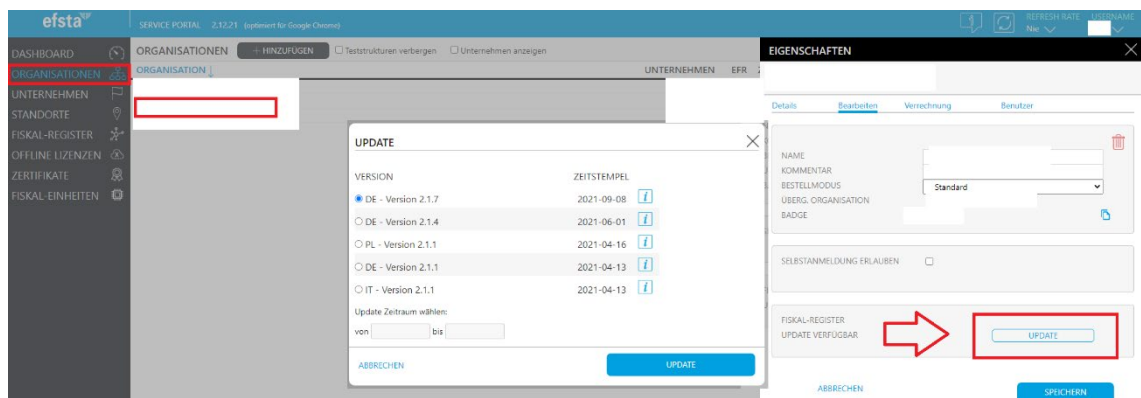 efsta XP
SERVICE PORTAL 2.12.21 (optimiert für Google Chrome)
REFRESH RATE USERNAME
Nie
DASHBOARD
ORGANISATIONEN
UNTERNEHMEN
STANDORTE
FISKAL-REGISTER
OFFLINE LIZENZEN
ZERTIFIKATE
FISKAL-EINHEITEN
ORGANISATIONEN + HINZUFÜGEN Teststrukturen verbergen Unternehmen anzeigen
ORGANISATION ↓ UNTERNEHMEN EFR
UPDATE
VERSION ZEITSTEMPEL
DE - Version 2.1.7 2021-09-08 i
DE - Version 2.1.4 2021-06-01 i
PL - Version 2.1.1 2021-04-16 i
DE - Version 2.1.1 2021-04-13 i
IT - Version 2.1.1 2021-04-13 i
Update Zeitraum wählen:
von bis
ABBRECHEN UPDATE
EIGENSCHAFTEN
Details Bearbeiten Verrechnung Benutzer
NAME
KOMMENTAR
BESTELLMODUS Standard
ÜBERG. ORGANISATION
BADGE
SELBSTANMELDUNG ERLAUBEN
FISKAL-REGISTER
UPDATE VERFÜGBAR UPDATE
ABBRECHEN SPEICHERN